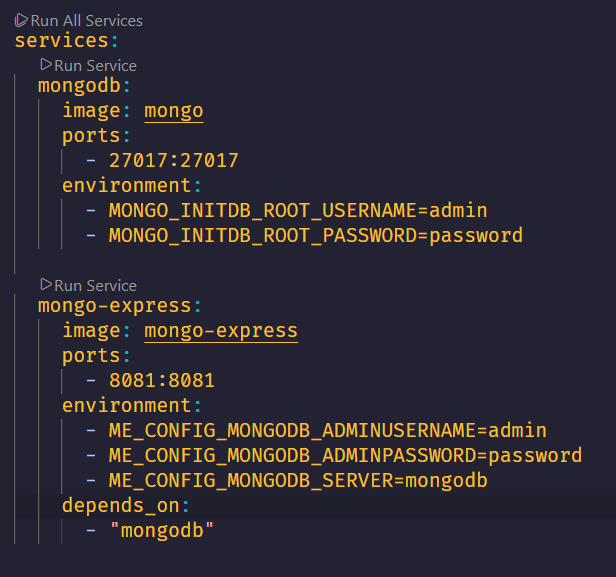 Run All Services
services:
Run Service
mongodb:
image: mongo
ports:
- 27017:27017
environment:
- MONGO_INITDB_ROOT_USERNAME=admin
- MONGO_INITDB_ROOT_PASSWORD=password
Run Service
mongo-express:
image: mongo-express
ports:
- 8081:8081
environment:
- ME_CONFIG_MONGODB_ADMINUSERNAME=admin
- ME_CONFIG_MONGODB_ADMINPASSWORD=password
- ME_CONFIG_MONGODB_SERVER=mongodb
depends_on:
- "mongodb"